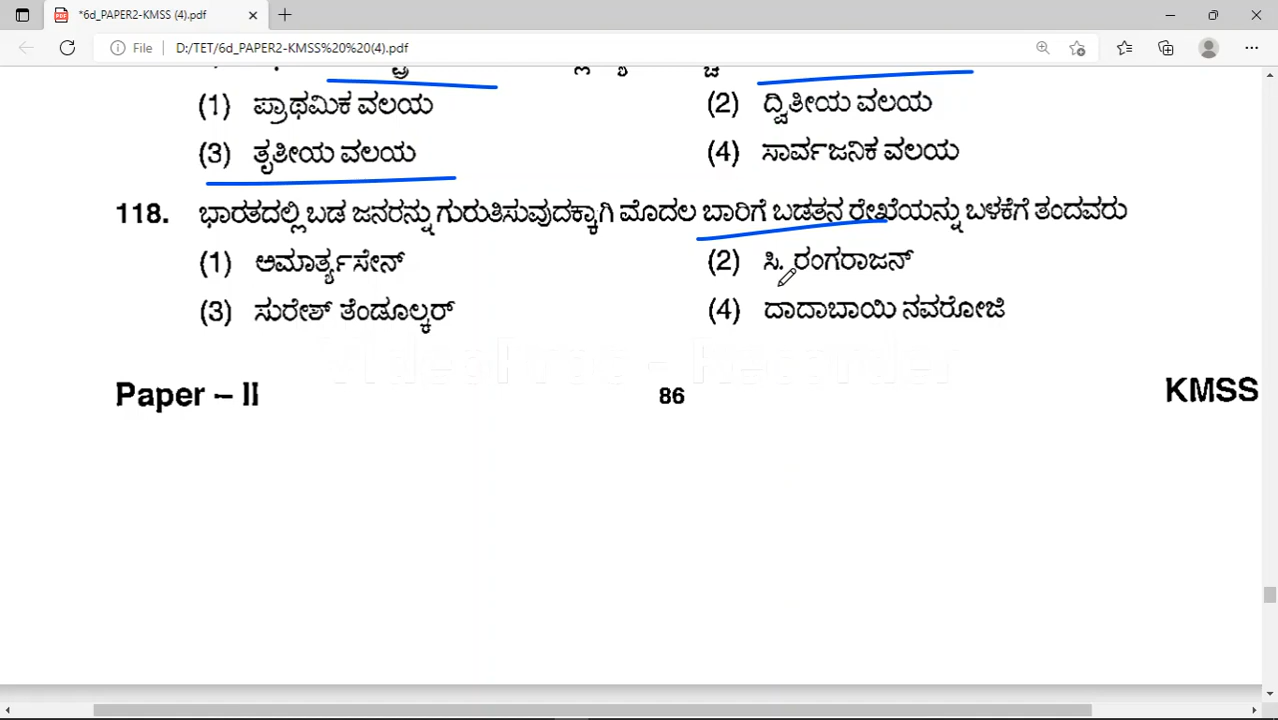 *6d_PAPER2-KMSS (4).pdf
File D:/TET/6d_PAPER2-KMSS%20%20(4).pdf
(1) ಪ್ರಾಥಮಿಕ ವಲಯ (2) ದ್ವಿತೀಯ ವಲಯ
(3) ತೃತೀಯ ವಲಯ (4) ಸಾರ್ವಜನಿಕ ವಲಯ
118. ಭಾರತದಲ್ಲಿ ಬಡ ಜನರನ್ನು ಗುರುತಿಸುವುದಕ್ಕಾಗಿ ಮೊದಲ ಬಾರಿಗೆ ಬಡತನ ರೇಖೆಯನ್ನು ಬಳಕೆಗೆ ತಂದವರು
(1) ಅಮಾರ್ತ್ಯಸೇನ್ (2) ಸಿ. ರಂಗರಾಜನ್
(3) ಸುರೇಶ್ ತೆಂಡೂಲ್ಕರ್ (4) ದಾದಾಬಾಯಿ ನವರೋಜಿ
Recorder
Paper – II 86 KMSS